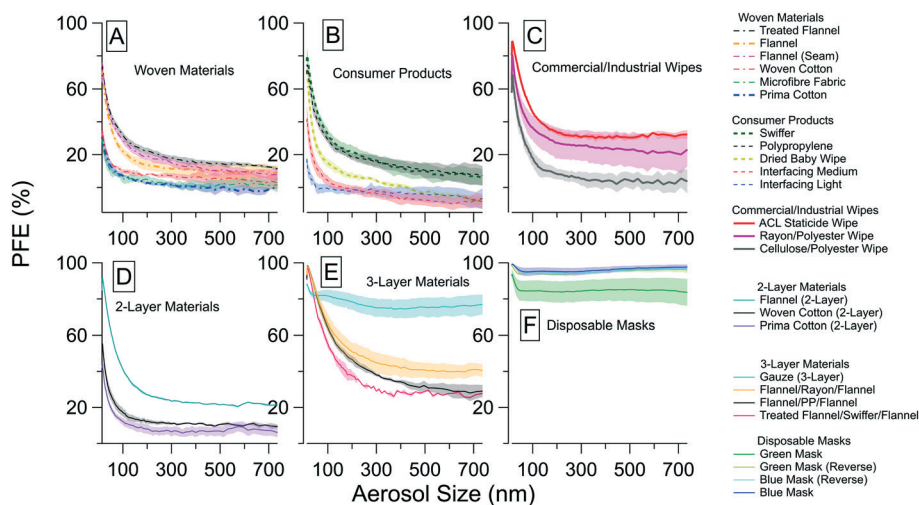 A
Woven Materials
B
Consumer Products
C
Commercial/Industrial Wipes
100
60
20
100 300 500 700
100 300 500 700
100 300 500 700
PFE (%)
D
2-Layer Materials
E
3-Layer Materials
F
Disposable Masks
100
60
20
100
60
20
100
60
20
100 300 500 700
100 300 500 700
100 300 500 700
Aerosol Size (nm)
Woven Materials
Treated Flannel
Flannel
Flannel (Seam)
Woven Cotton
Microfibre Fabric
Prima Cotton
Consumer Products
Swiffer
Polypropylene
Dried Baby Wipe
Interfacing Medium
Interfacing Light
Commercial/Industrial Wipes
ACL Staticide Wipe
Rayon/Polyester Wipe
Cellulose/Polyester Wipe
2-Layer Materials
Flannel (2-Layer)
Woven Cotton (2-Layer)
Prima Cotton (2-Layer)
3-Layer Materials
Gauze (3-Layer)
Flannel/Rayon/Flannel
Flannel/PP/Flannel
Treated Flannel/Swiffer/Flannel
Disposable Masks
Green Mask
Green Mask (Reverse)
Blue Mask (Reverse)
Blue Mask